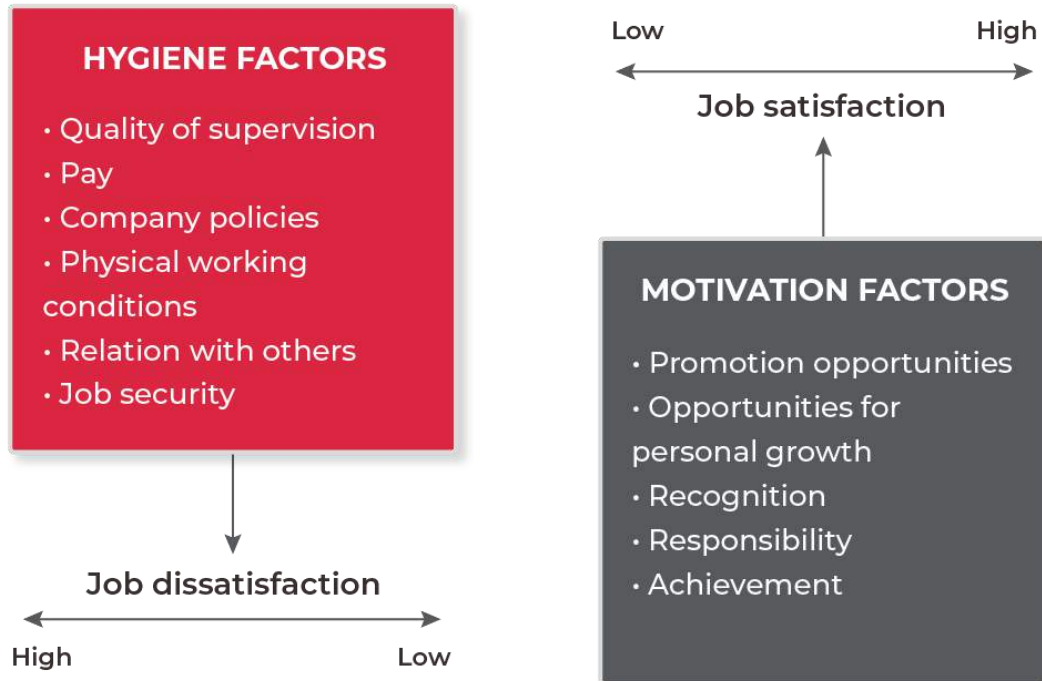 HYGIENE FACTORS
• Quality of supervision
• Pay
• Company policies
• Physical working
conditions
• Relation with others
• Job security
Job dissatisfaction
High Low
Low High
Job satisfaction
MOTIVATION FACTORS
• Promotion opportunities
• Opportunities for
personal growth
• Recognition
• Responsibility
• Achievement